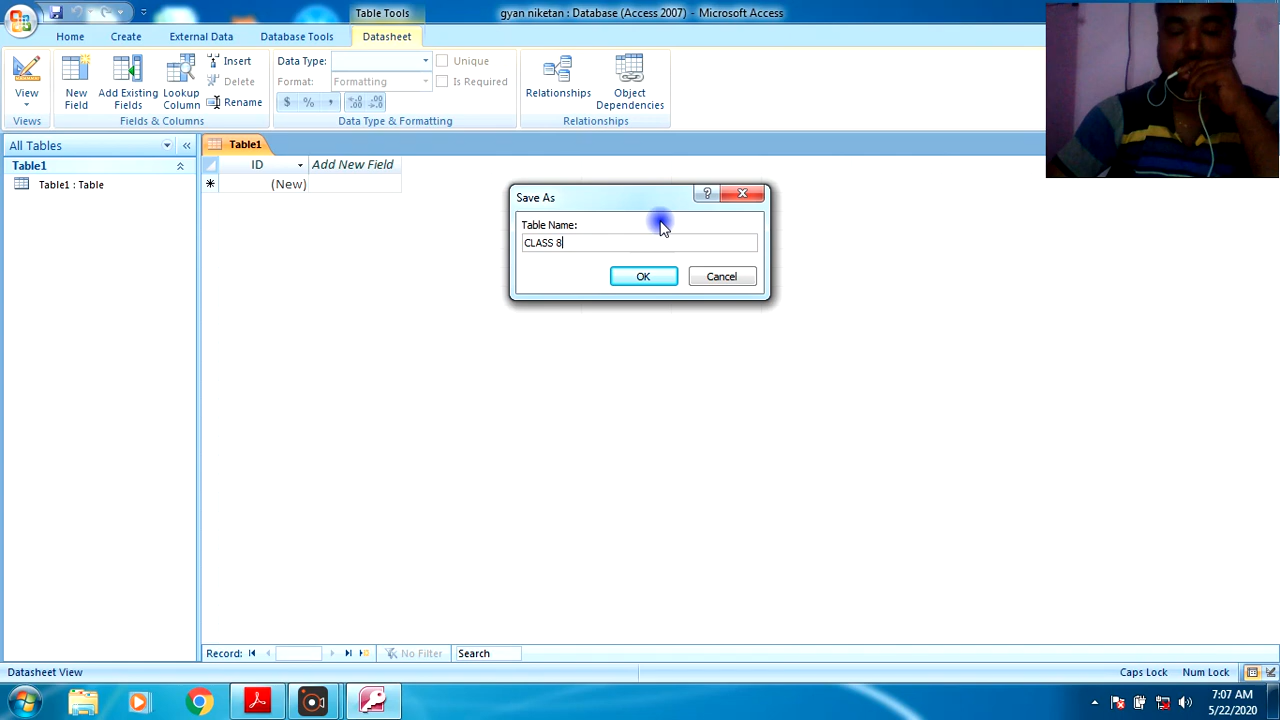 Table Tools
gyan niketan : Database (Access 2007) - Microsoft Access
Home Create External Data Database Tools Datasheet
View
Views
New Field
Add Existing Fields
Lookup Column
Insert
Delete
Rename
Fields & Columns
Data Type:
Format: Formatting
$ % ,
Unique
Is Required
Data Type & Formatting
Relationships
Object Dependencies
Relationships
All Tables
Table1
Table1 : Table
Table1
ID Add New Field
(New)
Save As
Table Name:
CLASS 8
OK Cancel
Record: No Filter Search
Datasheet View Caps Lock Num Lock
7:07 AM
5/22/2020